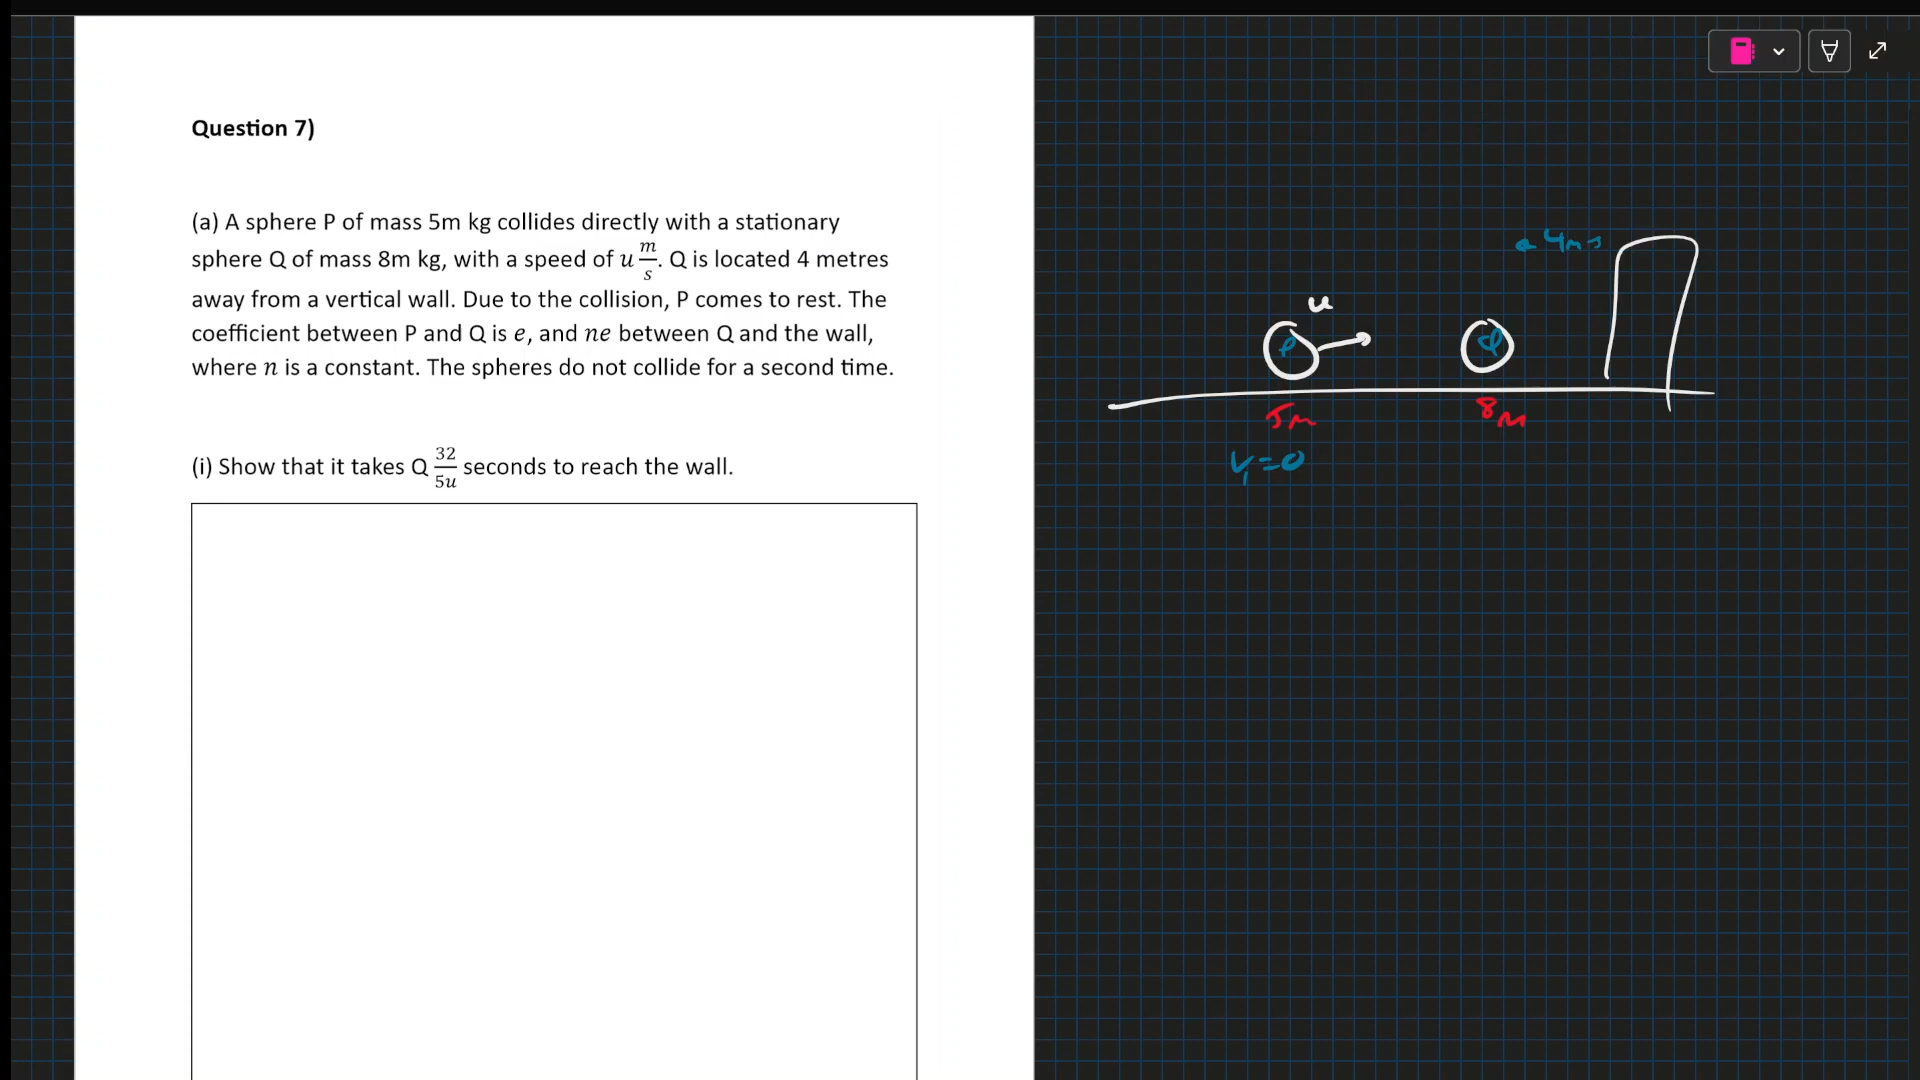 Question 7)
(a) A sphere P of mass 5m kg collides directly with a stationary
sphere Q of mass 8m kg, with a speed of u m/s. Q is located 4 metres
away from a vertical wall. Due to the collision, P comes to rest. The
coefficient between P and Q is e, and ne between Q and the wall,
where n is a constant. The spheres do not collide for a second time.
(i) Show that it takes Q 32/5u seconds to reach the wall.
u
P
Q
5m
8m
V₁=0